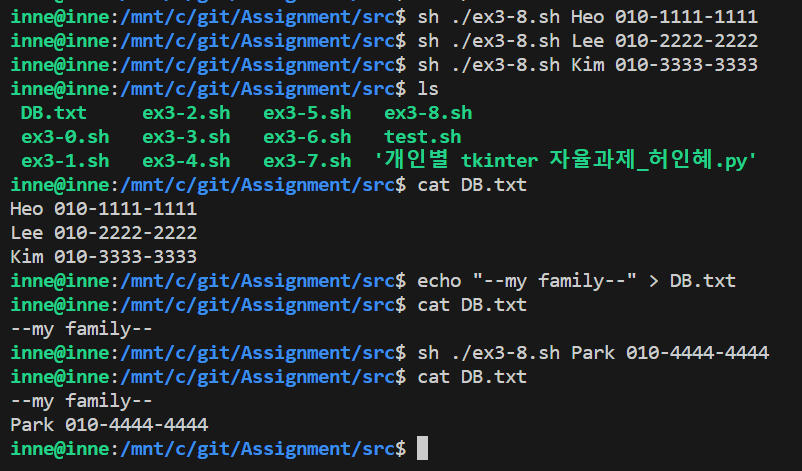 inne@inne:/mnt/c/git/Assignment/src$ sh ./ex3-8.sh Heo 010-1111-1111
inne@inne:/mnt/c/git/Assignment/src$ sh ./ex3-8.sh Lee 010-2222-2222
inne@inne:/mnt/c/git/Assignment/src$ sh ./ex3-8.sh Kim 010-3333-3333
inne@inne:/mnt/c/git/Assignment/src$ ls
DB.txt ex3-2.sh ex3-5.sh ex3-8.sh
ex3-0.sh ex3-3.sh ex3-6.sh test.sh
ex3-1.sh ex3-4.sh ex3-7.sh '개인별 tkinter 자율과제_허인혜.py'
inne@inne:/mnt/c/git/Assignment/src$ cat DB.txt
Heo 010-1111-1111
Lee 010-2222-2222
Kim 010-3333-3333
inne@inne:/mnt/c/git/Assignment/src$ echo "--my family--" > DB.txt
inne@inne:/mnt/c/git/Assignment/src$ cat DB.txt
--my family--
inne@inne:/mnt/c/git/Assignment/src$ sh ./ex3-8.sh Park 010-4444-4444
inne@inne:/mnt/c/git/Assignment/src$ cat DB.txt
--my family--
Park 010-4444-4444
inne@inne:/mnt/c/git/Assignment/src$